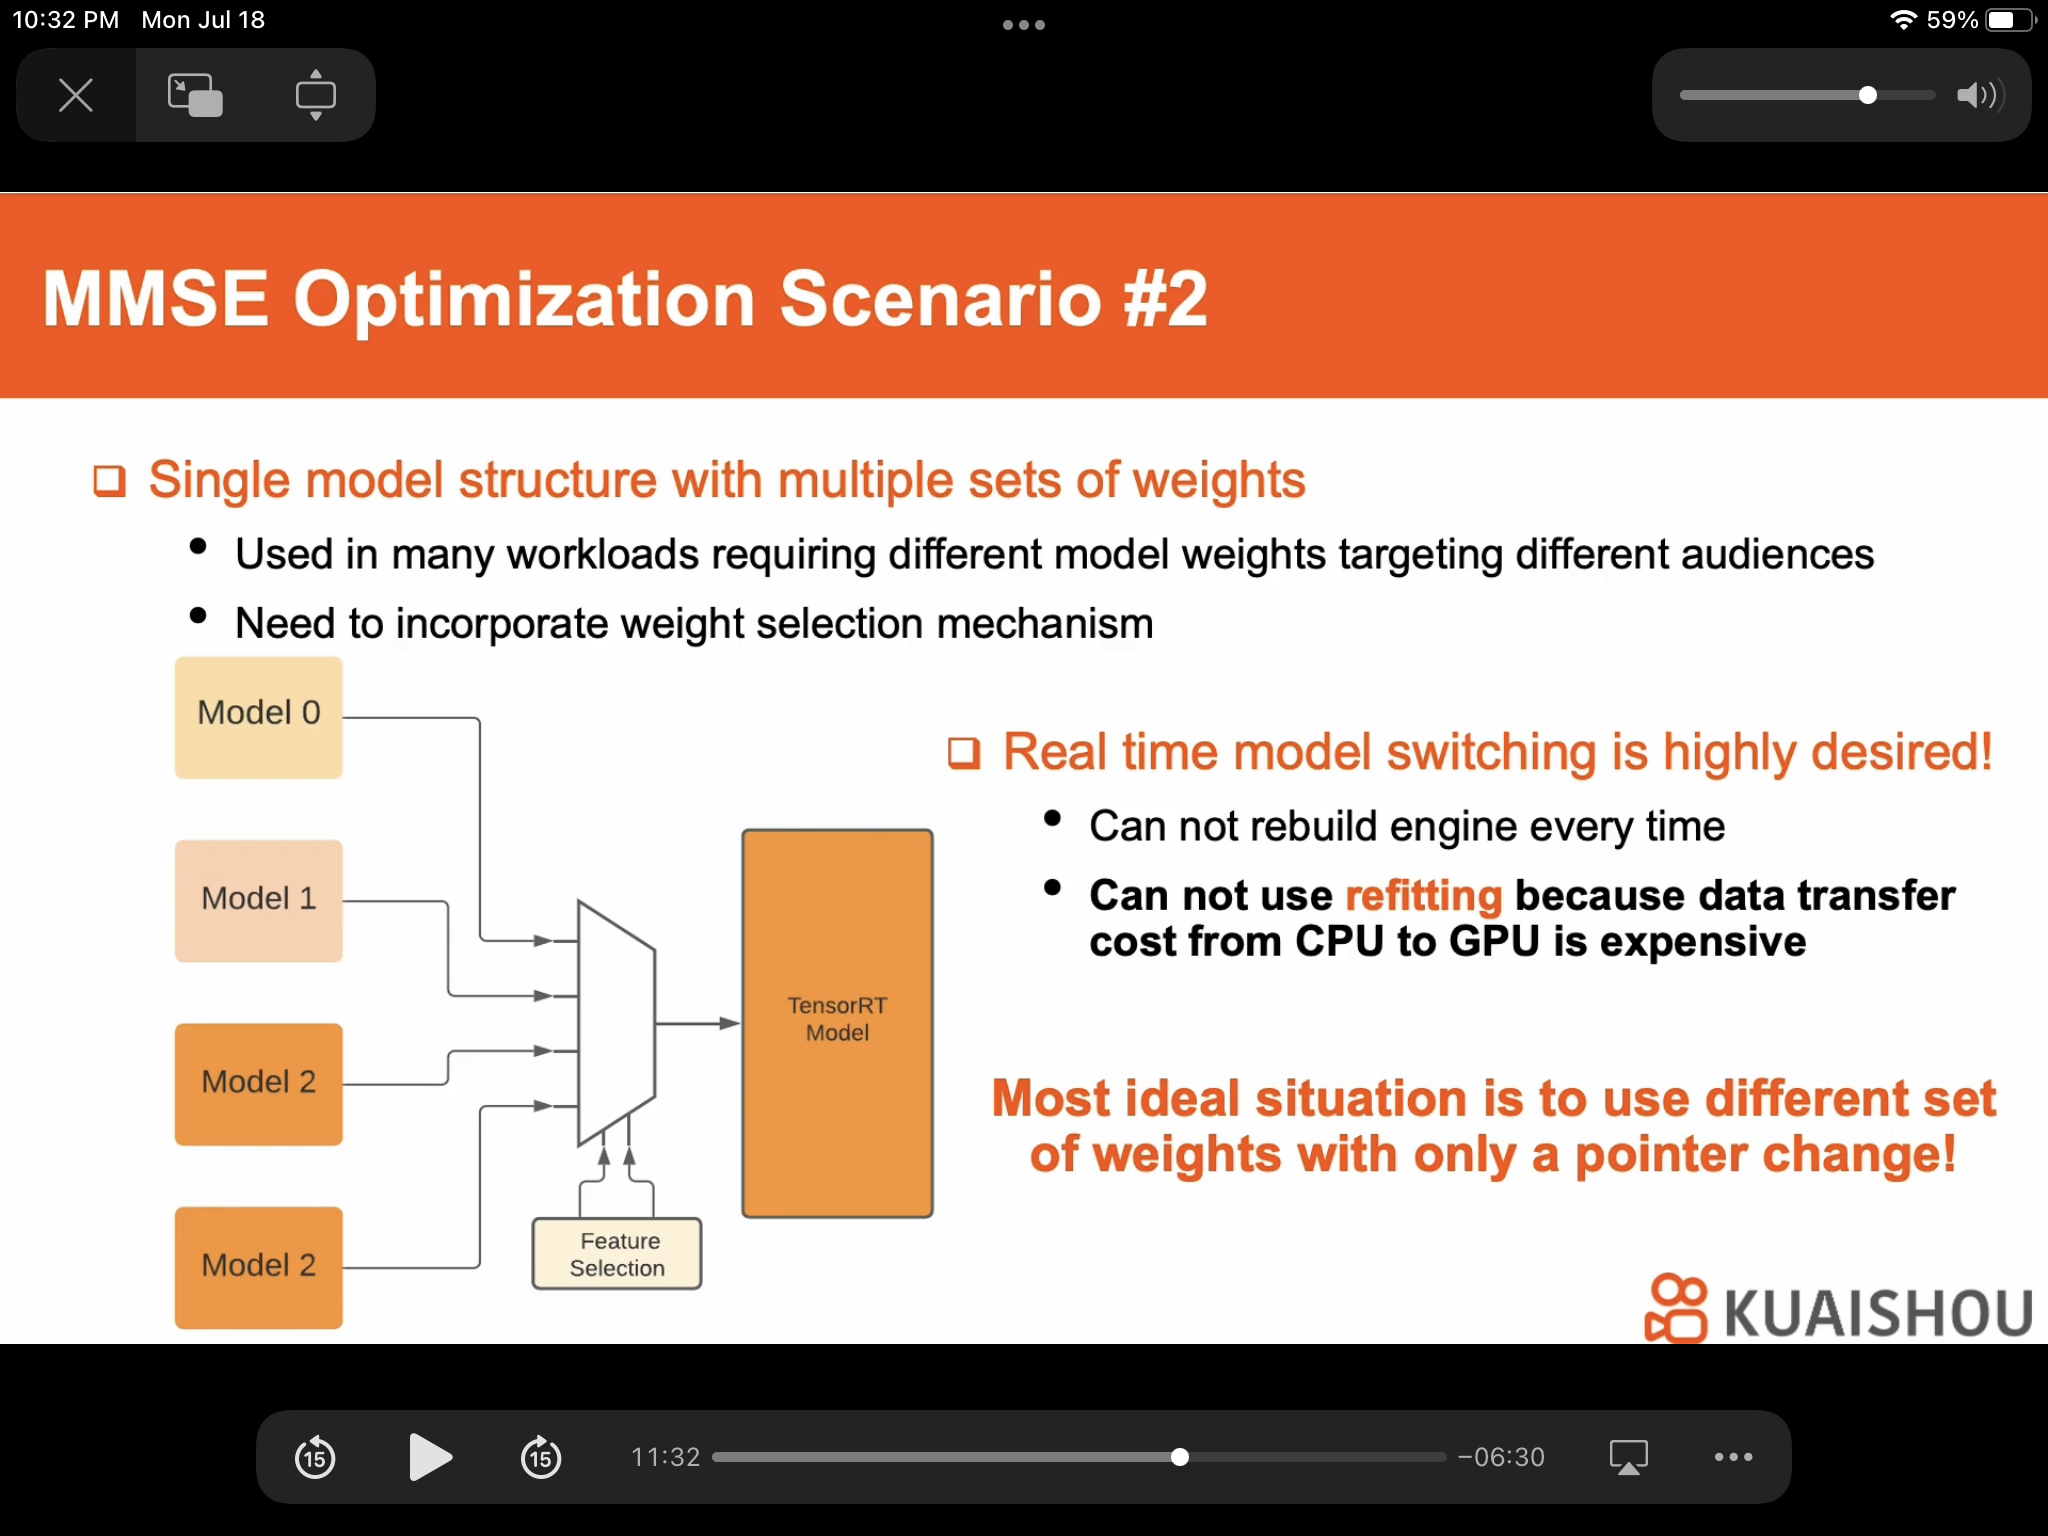 10:32 PM Mon Jul 18
59%
MMSE Optimization Scenario #2
Single model structure with multiple sets of weights
Used in many workloads requiring different model weights targeting different audiences
Need to incorporate weight selection mechanism
Model 0
Model 1
Model 2
Model 2
Feature
Selection
TensorRT
Model
Real time model switching is highly desired!
Can not rebuild engine every time
Can not use refitting because data transfer
cost from CPU to GPU is expensive
Most ideal situation is to use different set
of weights with only a pointer change!
KUAISHOU
15
15
11:32
-06:30